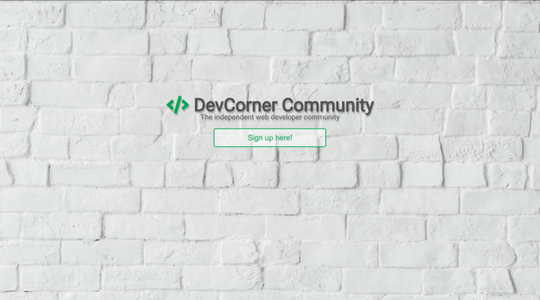 </> DevCorner Community
The independent web developer community
Sign up here!